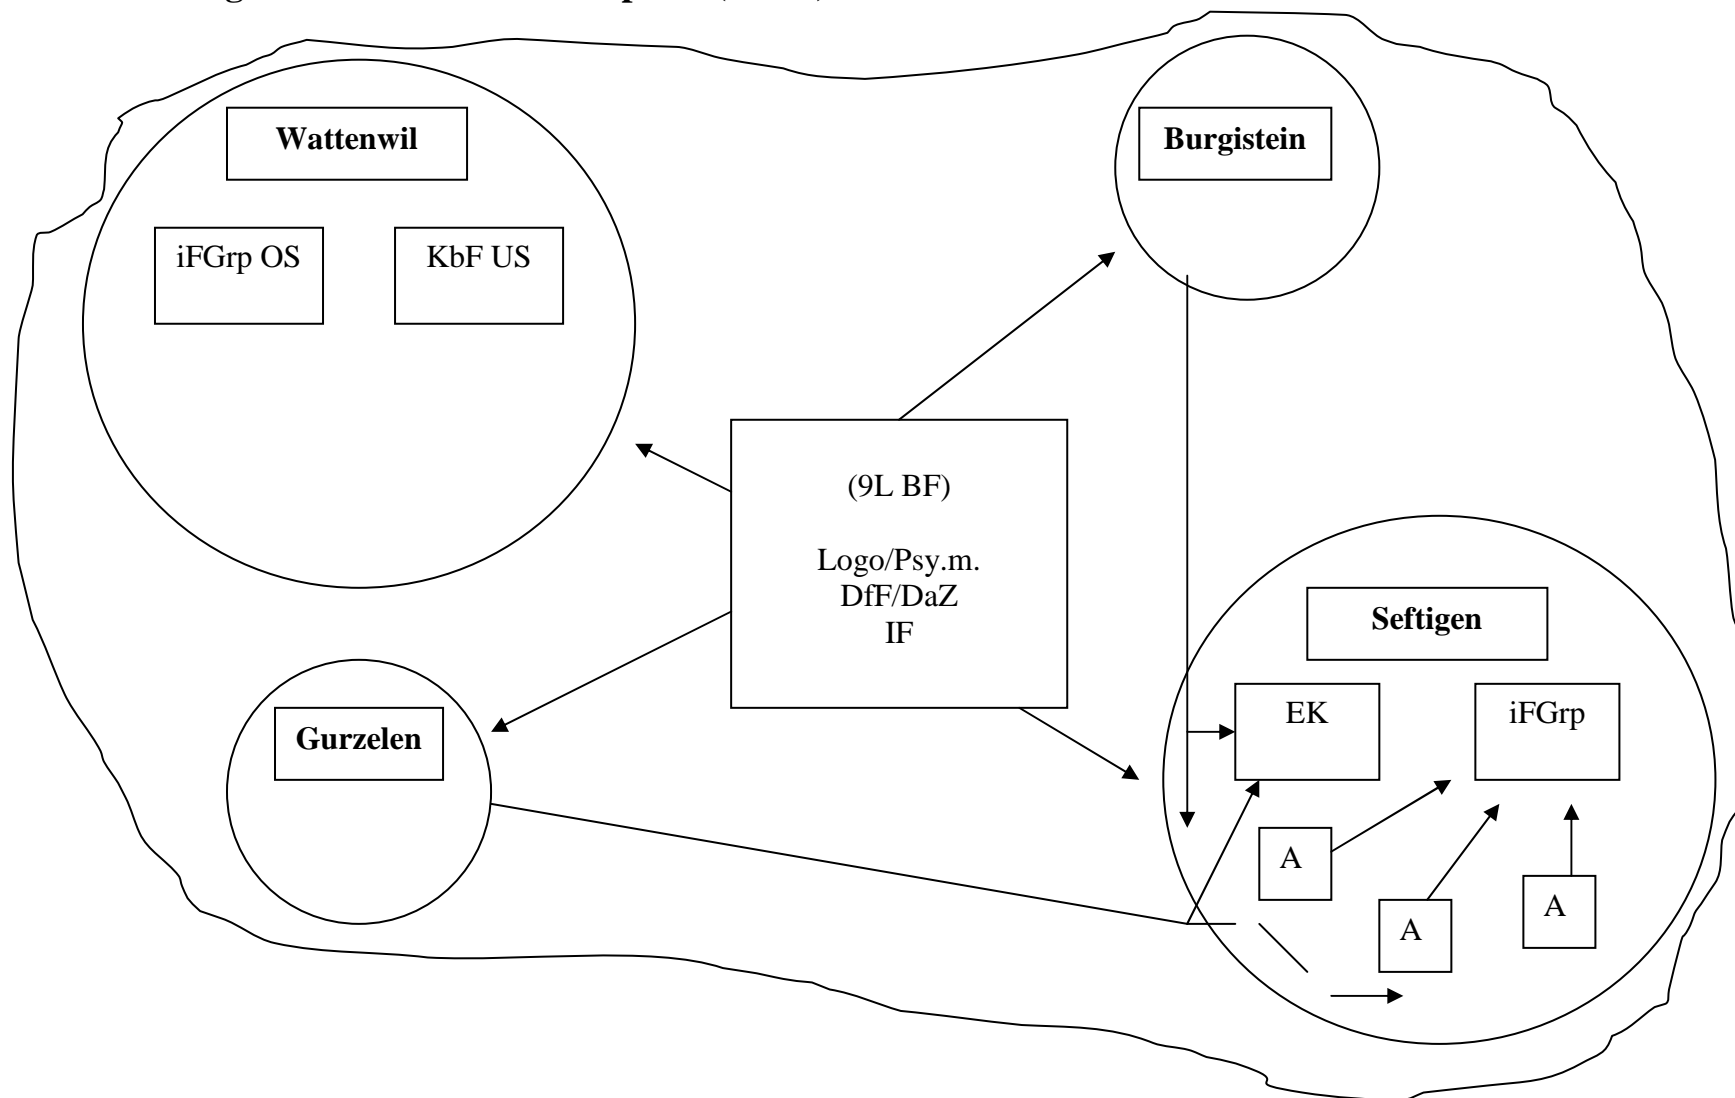 Wattenwil
Burgistein
iFGrp OS
KbF US
(9L BF)
Logo/Psy.m.
DfF/DaZ
IF
Seftigen
EK
iFGrp
Gurzelen
A
A
A